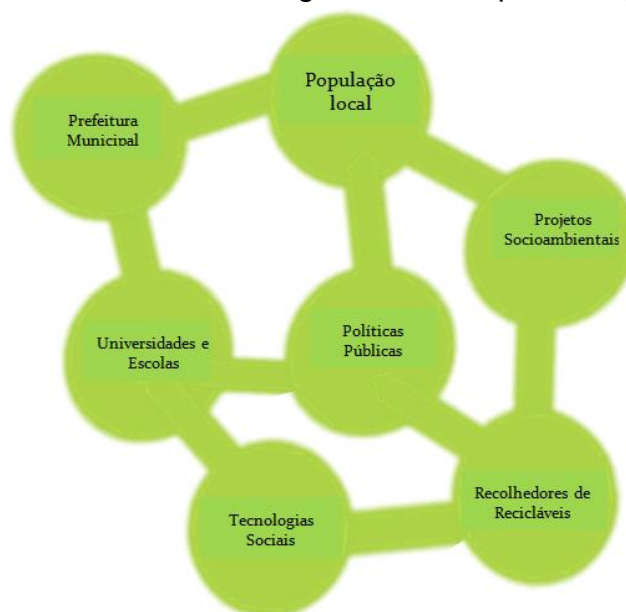 População
local
Prefeitura
Municipal
Projetos
Socioambientais
Universidades e
Escolas
Políticas
Públicas
Recolhedores de
Recicláveis
Tecnologias
Sociais